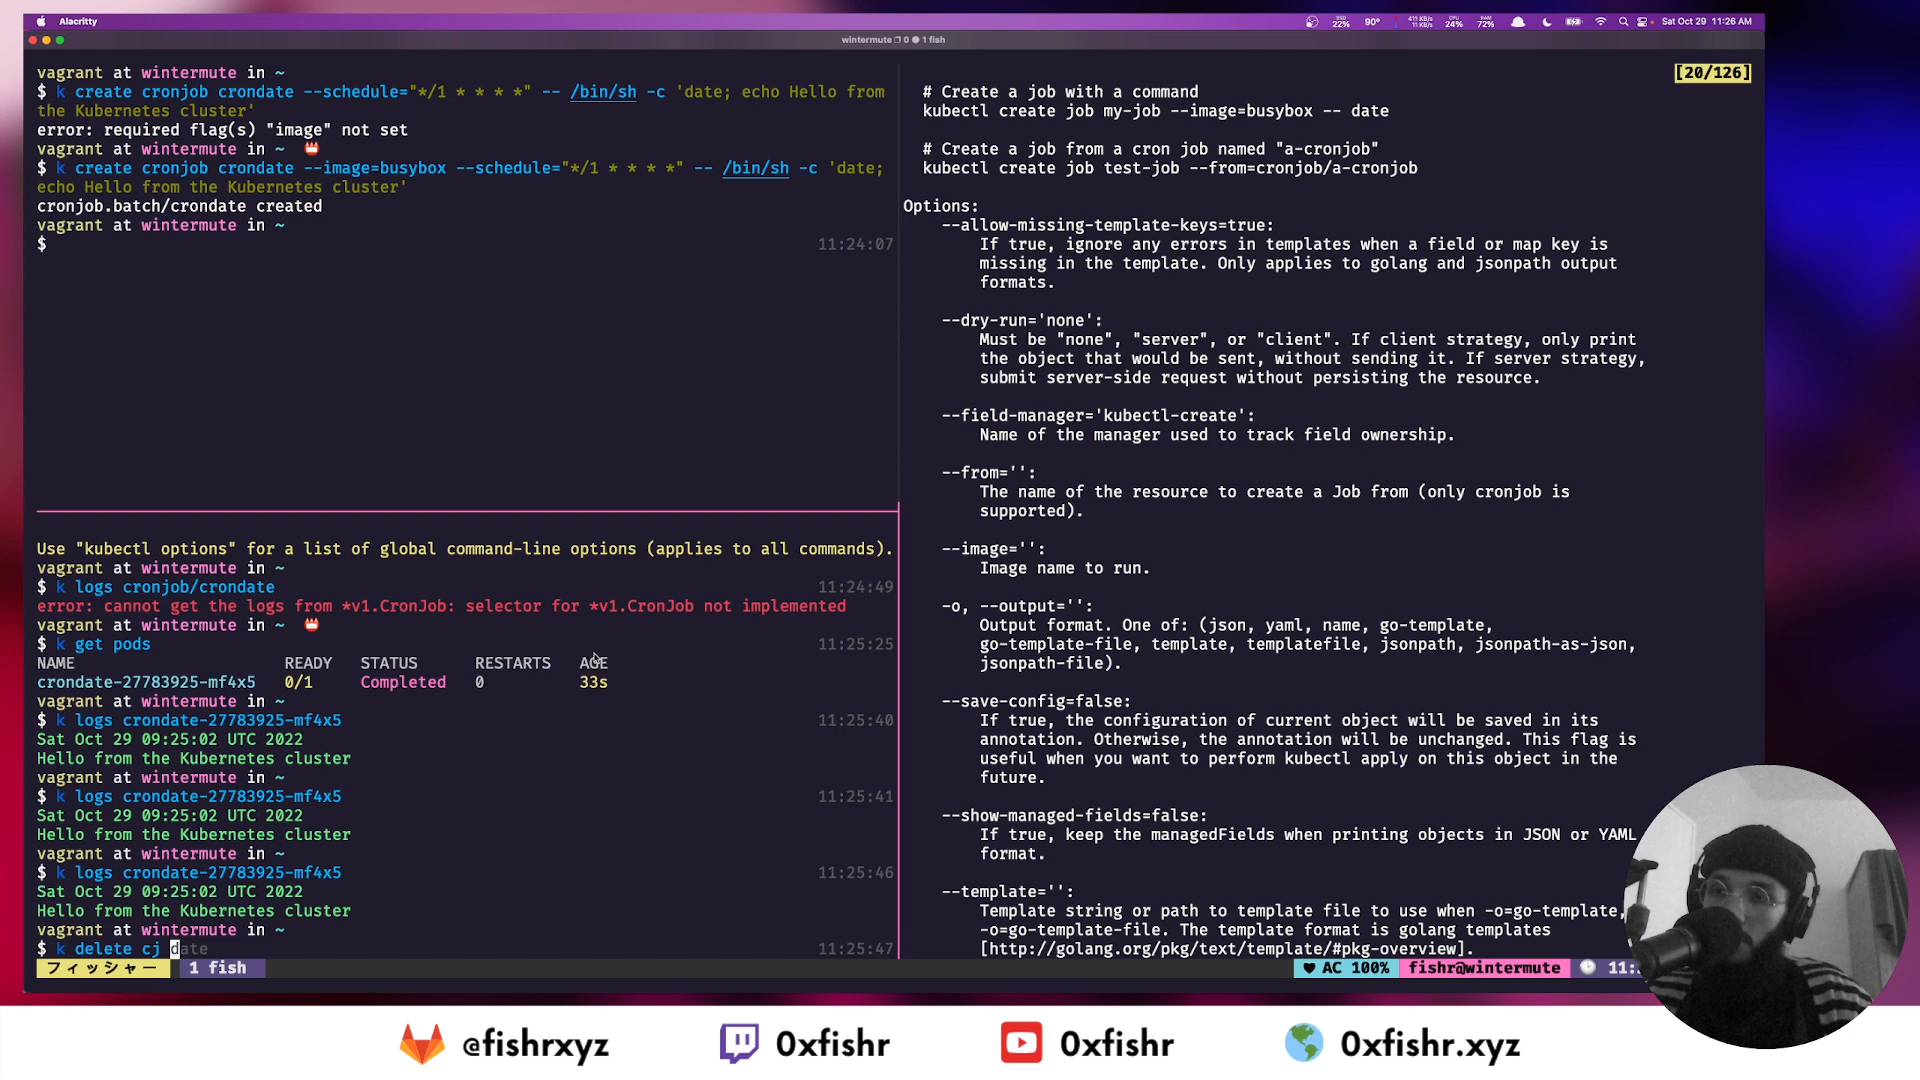 Alacritty
SSD 22%
90°
411 KB/s
11 KB/s
CPU 24%
RAM 72%
Sat Oct 29 11:26 AM
wintermute 0 1 fish
vagrant at wintermute in ~
$ k create cronjob crondate --schedule="*/1 * * * *" -- /bin/sh -c 'date; echo Hello from
the Kubernetes cluster'
error: required flag(s) "image" not set
vagrant at wintermute in ~
$ k create cronjob crondate --image=busybox --schedule="*/1 * * * *" -- /bin/sh -c 'date;
echo Hello from the Kubernetes cluster'
cronjob.batch/crondate created
vagrant at wintermute in ~
$ 11:24:07
Use "kubectl options" for a list of global command-line options (applies to all commands).
vagrant at wintermute in ~
$ k logs cronjob/crondate 11:24:49
error: cannot get the logs from *v1.CronJob: selector for *v1.CronJob not implemented
vagrant at wintermute in ~
$ k get pods 11:25:25
NAME READY STATUS RESTARTS AGE
crondate-27783925-mf4x5 0/1 Completed 0 33s
vagrant at wintermute in ~
$ k logs crondate-27783925-mf4x5 11:25:40
Sat Oct 29 09:25:02 UTC 2022
Hello from the Kubernetes cluster
vagrant at wintermute in ~
$ k logs crondate-27783925-mf4x5 11:25:41
Sat Oct 29 09:25:02 UTC 2022
Hello from the Kubernetes cluster
vagrant at wintermute in ~
$ k logs crondate-27783925-mf4x5 11:25:46
Sat Oct 29 09:25:02 UTC 2022
Hello from the Kubernetes cluster
vagrant at wintermute in ~
$ k delete cj date 11:25:47
[20/126]
# Create a job with a command
kubectl create job my-job --image=busybox -- date
# Create a job from a cron job named "a-cronjob"
kubectl create job test-job --from=cronjob/a-cronjob
Options:
--allow-missing-template-keys=true:
If true, ignore any errors in templates when a field or map key is
missing in the template. Only applies to golang and jsonpath output
formats.
--dry-run='none':
Must be "none", "server", or "client". If client strategy, only print
the object that would be sent, without sending it. If server strategy,
submit server-side request without persisting the resource.
--field-manager='kubectl-create':
Name of the manager used to track field ownership.
--from='':
The name of the resource to create a Job from (only cronjob is
supported).
--image='':
Image name to run.
-o, --output='':
Output format. One of: (json, yaml, name, go-template,
go-template-file, template, templatefile, jsonpath, jsonpath-as-json,
jsonpath-file).
--save-config=false:
If true, the configuration of current object will be saved in its
annotation. Otherwise, the annotation will be unchanged. This flag is
useful when you want to perform kubectl apply on this object in the
future.
--show-managed-fields=false:
If true, keep the managedFields when printing objects in JSON or YAML
format.
--template='':
Template string or path to template file to use when -o=go-template,
-o=go-template-file. The template format is golang templates
[http://golang.org/pkg/text/template/#pkg-overview].
フィッシャー 1 fish
♥ AC 100% fishr@wintermute 11:
@fishrxyz
0xfishr
0xfishr
0xfishr.xyz